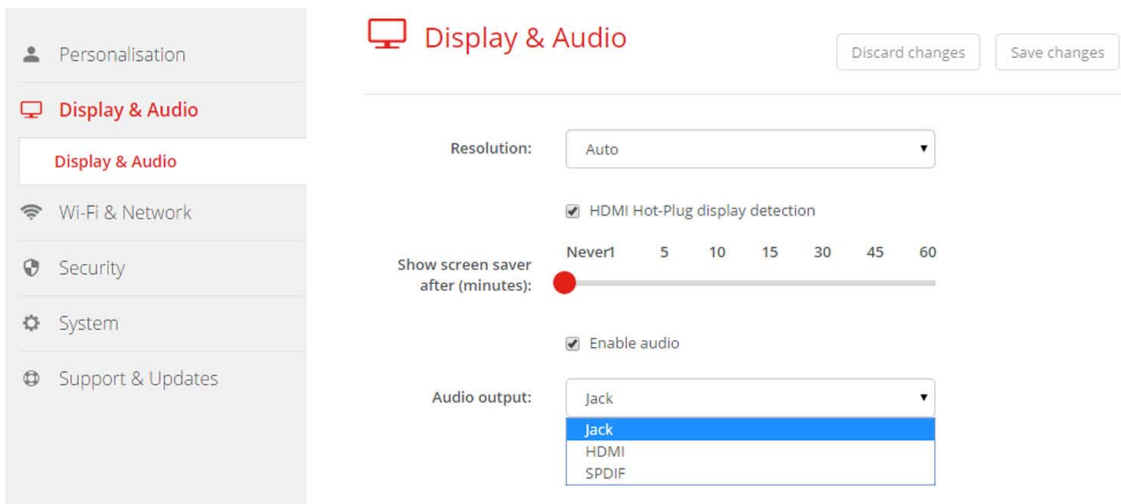 Personalisation
Display & Audio
Display & Audio
Wi-Fi & Network
Security
System
Support & Updates
Display & Audio
Discard changes
Save changes
Resolution:
Auto
HDMI Hot-Plug display detection
Never1 5 10 15 30 45 60
Show screen saver
after (minutes):
Enable audio
Audio output:
Jack
Jack
HDMI
SPDIF